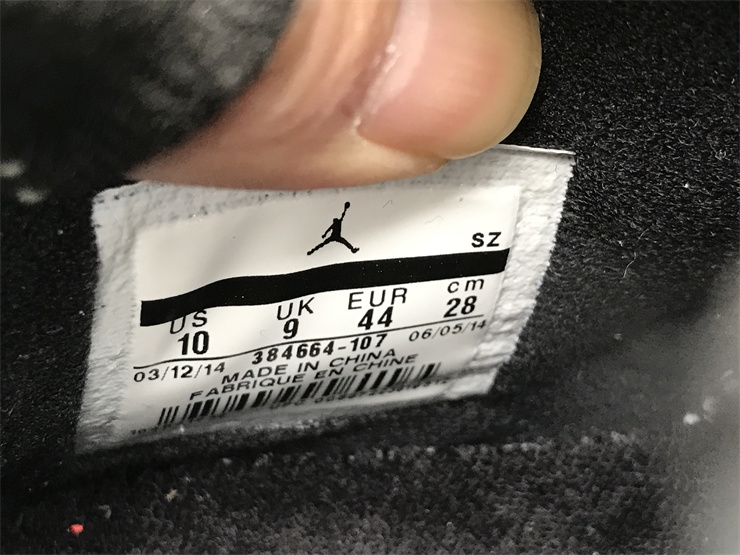 SZ
US UK EUR cm
10 9 44 28
384664-107
03/12/14 06/05/14
MADE IN CHINA
FABRIQUE EN CHINE